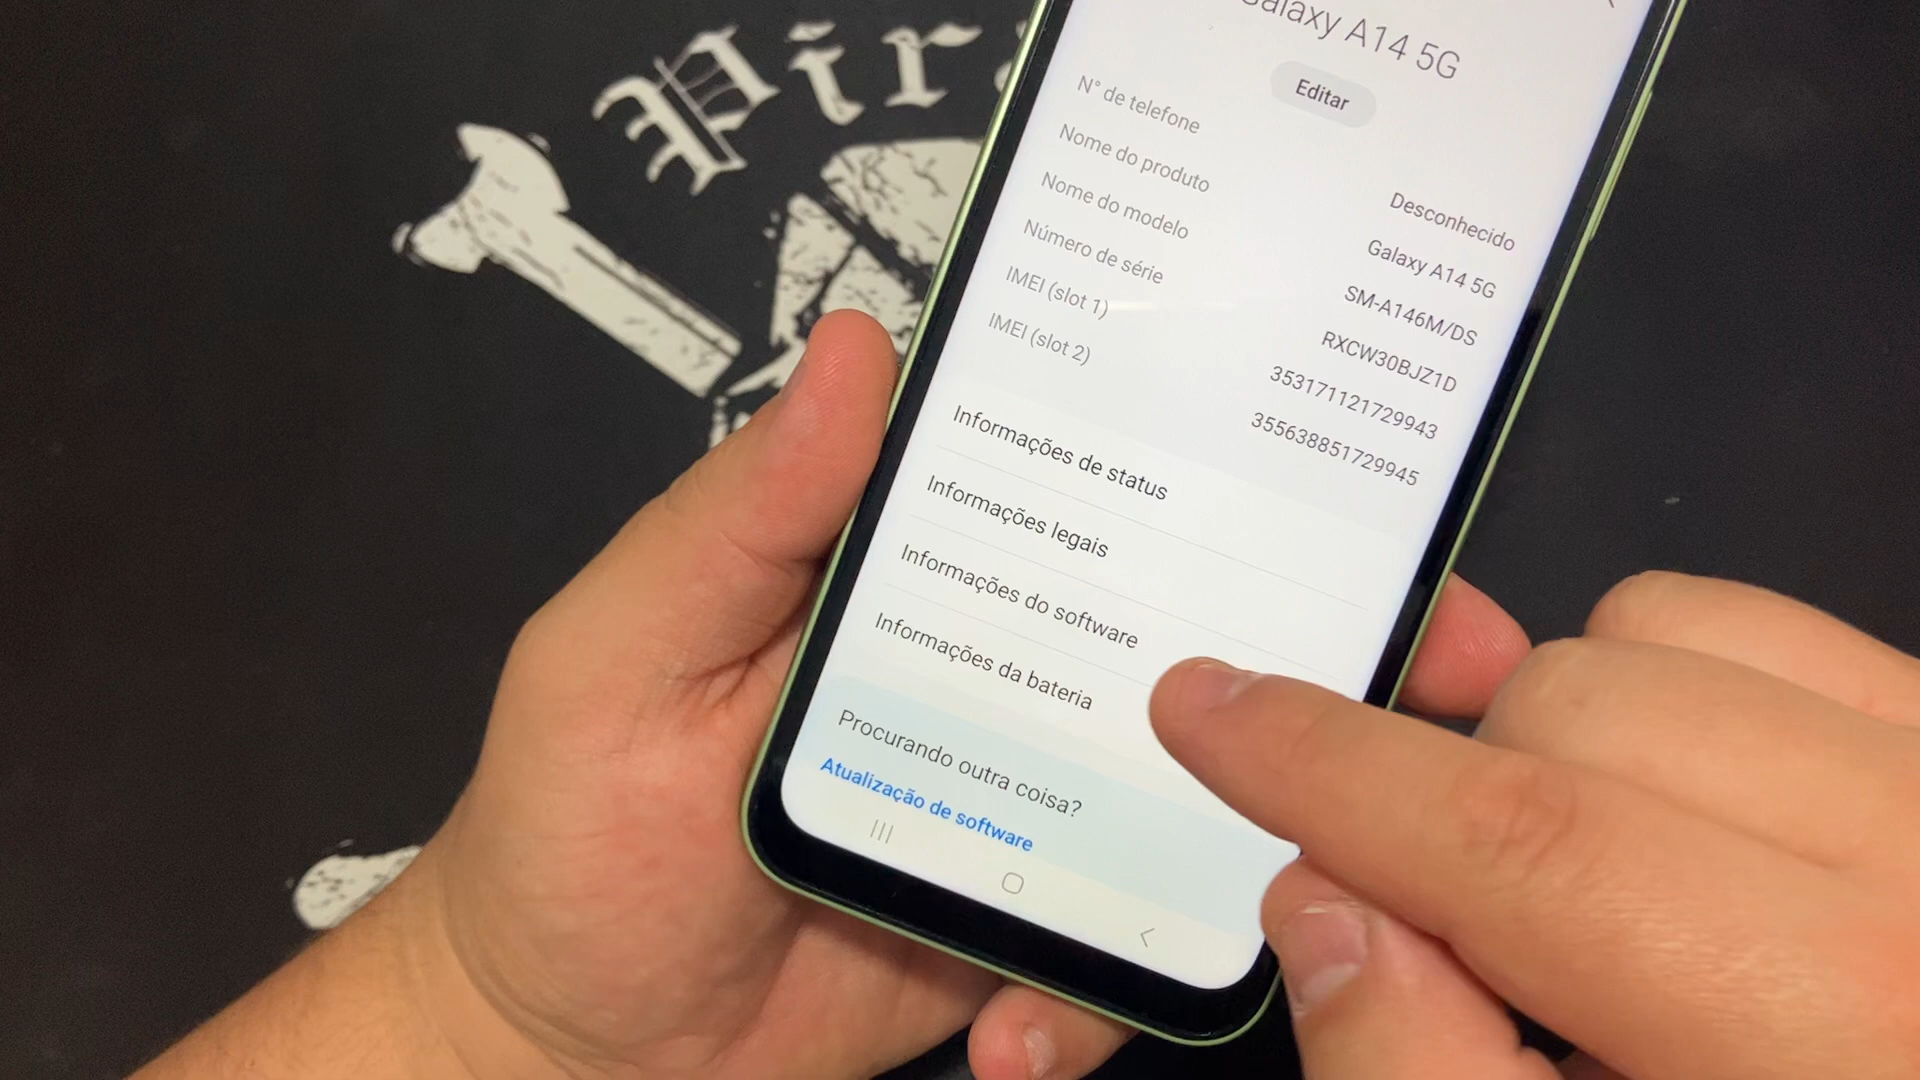 Galaxy A14 5G
Editar
N° de telefone
Desconhecido
Nome do produto
Galaxy A14 5G
Nome do modelo
SM-A146M/DS
Número de série
RXCW30BJZ1D
IMEI (slot 1)
353171121729943
IMEI (slot 2)
355638851729945
Informações de status
Informações legais
Informações do software
Informações da bateria
Procurando outra coisa?
Atualização de software